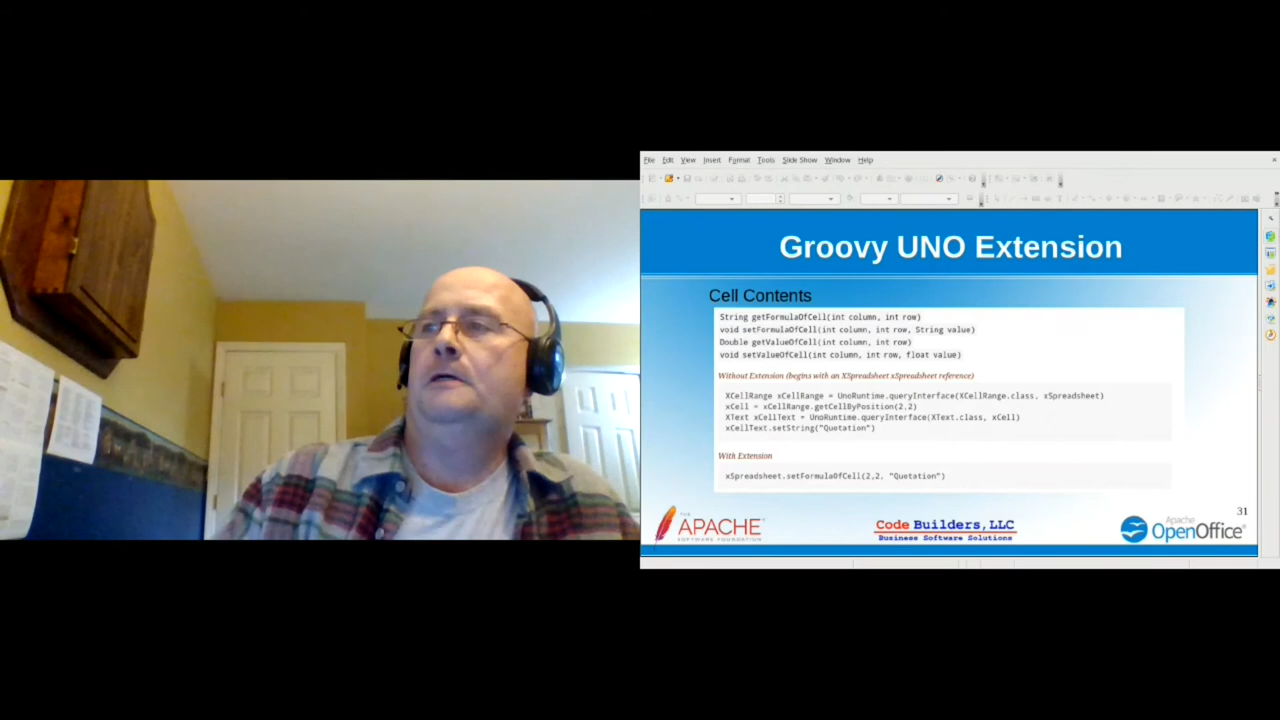 File Edit View Insert Format Tools Slide Show Window Help
Groovy UNO Extension
Cell Contents
String getFormulaOfCell(int column, int row)
void setFormulaOfCell(int column, int row, String value)
Double getValueOfCell(int column, int row)
void setValueOfCell(int column, int row, float value)
Without Extension (begins with an XSpreadsheet xSpreadsheet reference)
XCellRange xCellRange = UnoRuntime.queryInterface(XCellRange.class, xSpreadsheet)
xCell = xCellRange.getCellByPosition(2,2)
XText xCellText = UnoRuntime.queryInterface(XText.class, xCell)
xCellText.setString("Quotation")
With Extension
xSpreadsheet.setFormulaOfCell(2,2, "Quotation")
31
THE
APACHE
SOFTWARE FOUNDATION
Code Builders, LLC
Business Software Solutions
Apache
OpenOffice